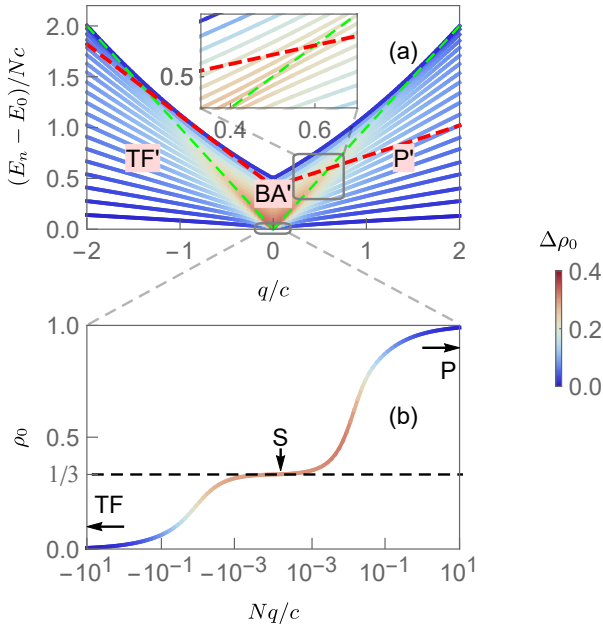 (E_n − E_0)/Nc
2.0
1.5
1.0
0.5
0.0
(a)
0.5
0.4
0.6
TF'
BA'
P'
−2
−1
0
1
2
q/c
Δρ_0
0.4
0.2
0.0
ρ_0
1.0
0.5
1/3
0.0
P
(b)
S
TF
−10^1
−10^{-1}
−10^{-3}
10^{-3}
10^{-1}
10^1
Nq/c